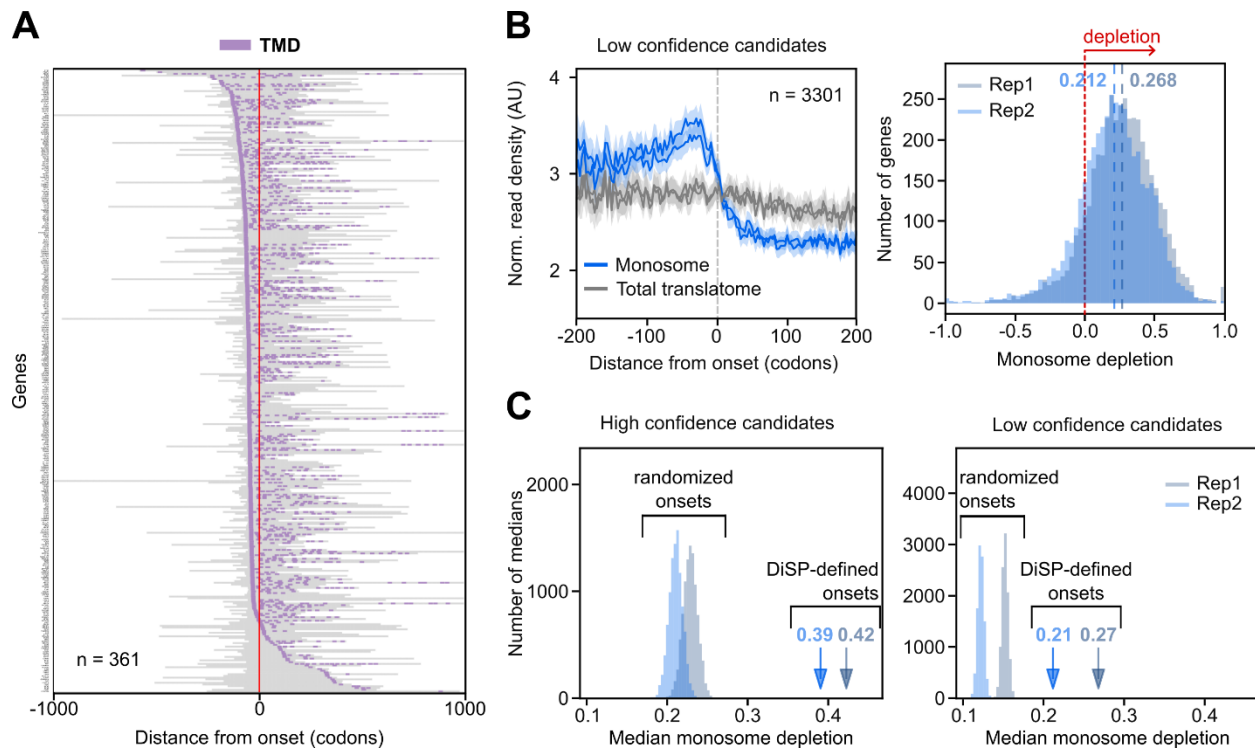 A
TMD
Genes
n = 361
-1000
0
1000
Distance from onset (codons)
B
Low confidence candidates
n = 3301
Norm. read density (AU)
4
3
2
Monosome
Total translatome
-200
-100
0
100
200
Distance from onset (codons)
depletion
0.212
0.268
Rep1
Rep2
Number of genes
250
200
150
100
50
0
-1.0
-0.5
0.0
0.5
1.0
Monosome depletion
C
High confidence candidates
randomized
onsets
DiSP-defined
onsets
0.39
0.42
Number of medians
2000
1000
0
0.1
0.2
0.3
0.4
Median monosome depletion
Low confidence candidates
randomized
onsets
Rep1
Rep2
DiSP-defined
onsets
0.21
0.27
4000
3000
2000
1000
0
0.1
0.2
0.3
0.4
Median monosome depletion